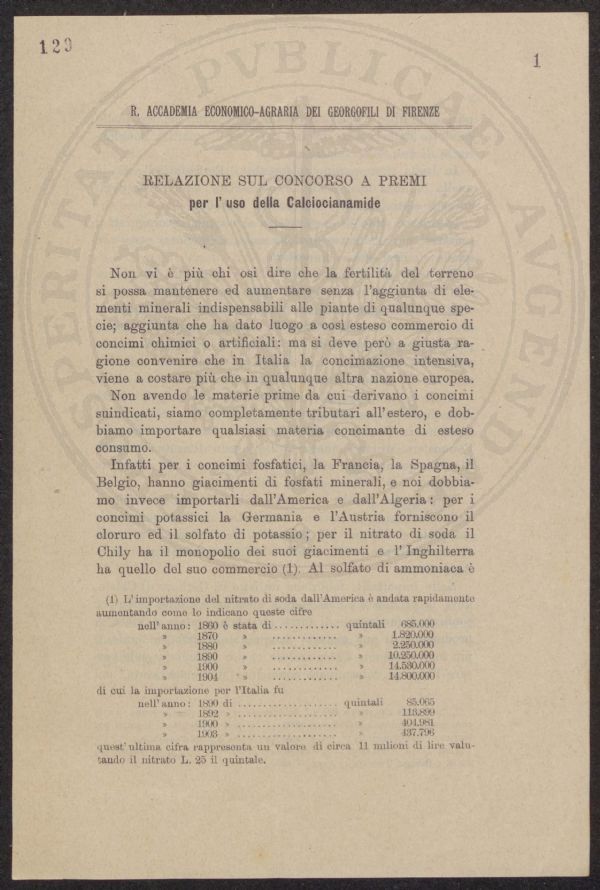 120
1
R. ACCADEMIA ECONOMICO-AGRARIA DEI GEORGOFILI DI FIRENZE
RELAZIONE SUL CONCORSO A PREMI
per l' uso della Calciocianamide
Non vi è più chi osi dire che la fertilità del terreno
si possa mantenere ed aumentare senza l'aggiunta di ele-
menti minerali indispensabili alle piante di qualunque spe-
cie; aggiunta che ha dato luogo a così esteso commercio di
concimi chimici o artificiali: ma si deve però a giusta ra-
gione convenire che in Italia la concimazione intensiva,
viene a costare più che in qualunque altra nazione europea.
Non avendo le materie prime da cui derivano i concimi
suindicati, siamo completamente tributari all'estero, e dob-
biamo importare qualsiasi materia concimante di esteso
consumo.
Infatti per i concimi fosfatici, la Francia, la Spagna, il
Belgio, hanno giacimenti di fosfati minerali, e noi dobbia-
mo invece importarli dall'America e dall'Algeria: per i
concimi potassici la Germania e l'Austria forniscono il
cloruro ed il solfato di potassio; per il nitrato di soda il
Chily ha il monopolio dei suoi giacimenti e l'Inghilterra
ha quello del suo commercio (1). Al solfato di ammoniaca è
(1) L'importazione del nitrato di soda dall'America è andata rapidamente
aumentando come lo indicano queste cifre
nell'anno: 1860 è stata di ............. quintali 685.000
» 1870 » ............. » 1.820.000
» 1880 » ............. » 2.250.000
» 1890 » ............. » 10.250.000
» 1900 » ............. » 14.530.000
» 1904 » ............. » 14.800.000
di cui la importazione per l'Italia fu
nell'anno: 1890 di .................... quintali 85.065
» 1892 » .................... » 113.899
» 1900 » .................... » 404.981
» 1903 » .................... » 437.796
quest'ultima cifra rappresenta un valore di circa 11 milioni di lire valu-
tando il nitrato L. 25 il quintale.
PVBLICAE
AVGEND
SPERITATI